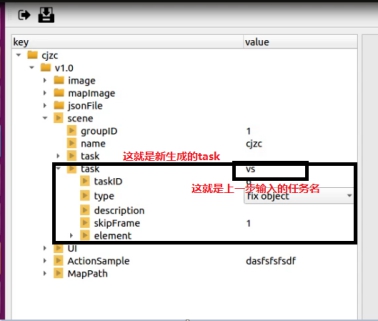 key value
cjzc
v1.0
image
mapImage
jsonFile
scene
groupID 1
name cjzc
task 这就是新生成的task
task vs
taskID
这就是上一步输入的任务名
type fix object
description
skipFrame 1
element
UI
ActionSample dasfsfsfsdf
MapPath